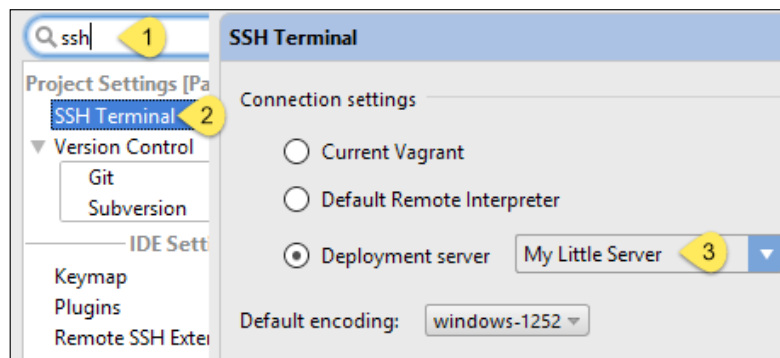 ssh
1
Project Settings [Pa
SSH Terminal
2
Version Control
Git
Subversion
IDE Setti
Keymap
Plugins
Remote SSH Exter
SSH Terminal
Connection settings
Current Vagrant
Default Remote Interpreter
Deployment server
My Little Server
3
Default encoding:
windows-1252